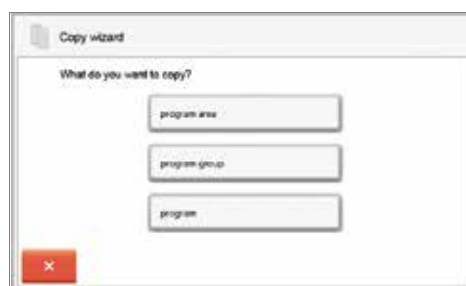 Copy wizard
What do you want to copy?
program area
program group
program